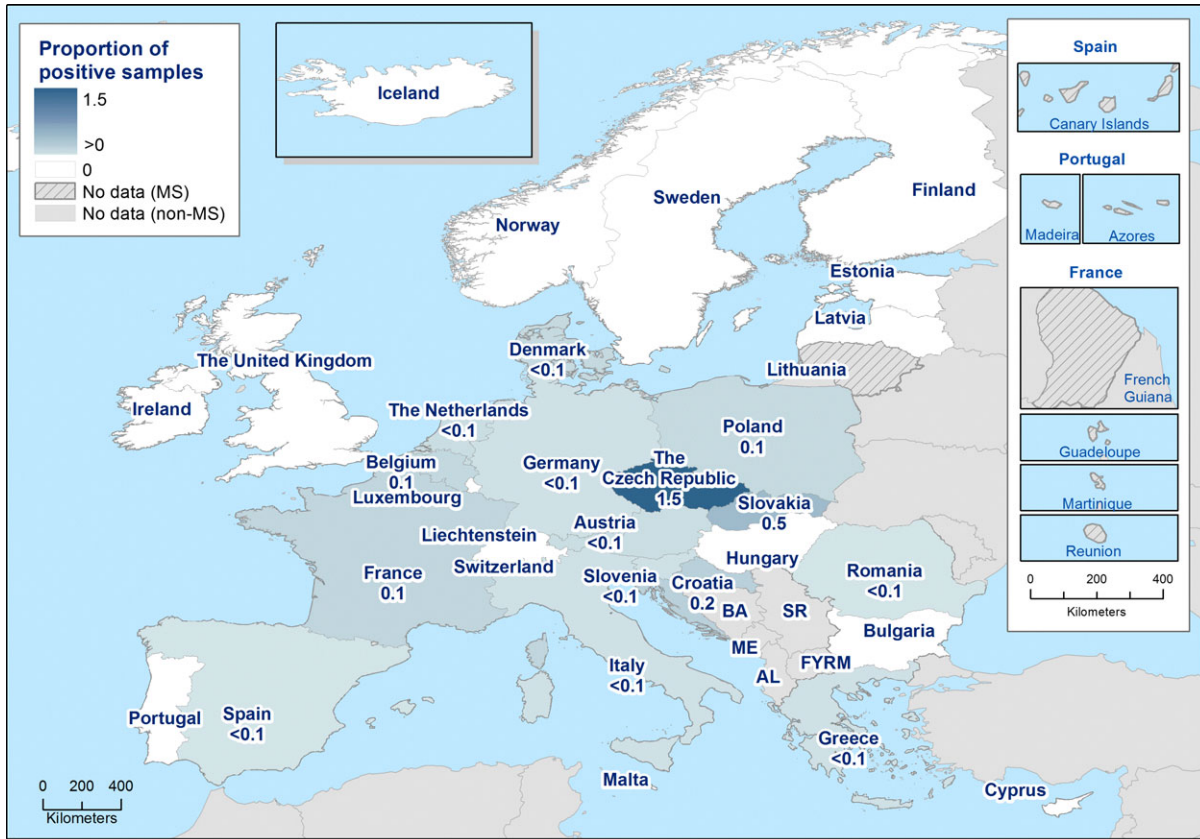 Proportion of
positive samples
1.5
>0
0
No data (MS)
No data (non-MS)
Iceland
Norway
Sweden
Finland
Estonia
Latvia
Lithuania
Denmark
<0.1
The United Kingdom
Ireland
The Netherlands
<0.1
Belgium
0.1
Luxembourg
Germany
<0.1
Poland
0.1
The
Czech Republic
1.5
Slovakia
0.5
Austria
<0.1
Liechtenstein
Switzerland
France
0.1
Hungary
Slovenia
<0.1
Croatia
0.2
Romania
<0.1
BA
SR
Bulgaria
ME
FYRM
AL
Italy
<0.1
Portugal
Spain
<0.1
Greece
<0.1
Malta
Cyprus
0 200 400
Kilometers
Spain
Canary Islands
Portugal
Madeira
Azores
France
French
Guiana
Guadeloupe
Martinique
Reunion
0 200 400
Kilometers